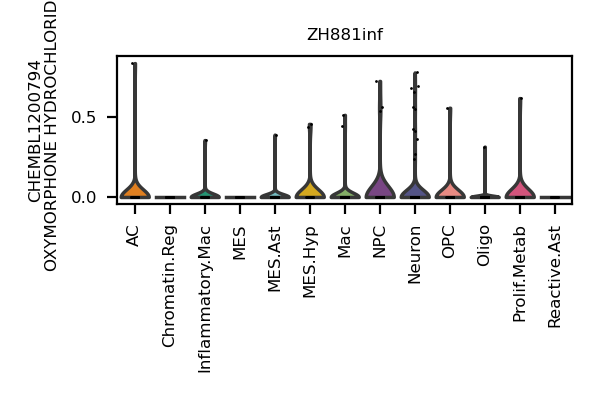 ZH881inf
CHEMBL1200794
OXYMORPHONE HYDROCHLORID
0.5
0.0
AC
Chromatin.Reg
Inflammatory.Mac
MES
MES.Ast
MES.Hyp
Mac
NPC
Neuron
OPC
Oligo
Prolif.Metab
Reactive.Ast